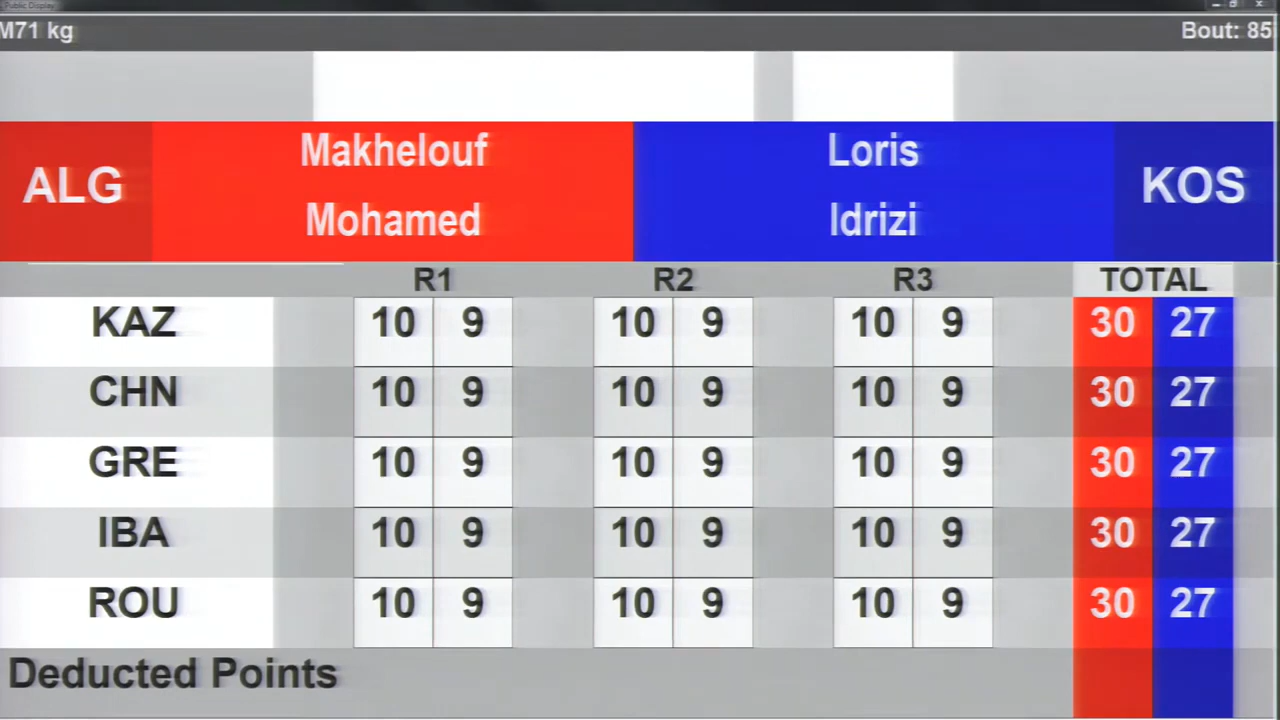 Public Display
M71 kg Bout: 85
ALG Makhelouf Mohamed Loris Idrizi KOS
R1 R2 R3 TOTAL
KAZ 10 9 10 9 10 9 30 27
CHN 10 9 10 9 10 9 30 27
GRE 10 9 10 9 10 9 30 27
IBA 10 9 10 9 10 9 30 27
ROU 10 9 10 9 10 9 30 27
Deducted Points